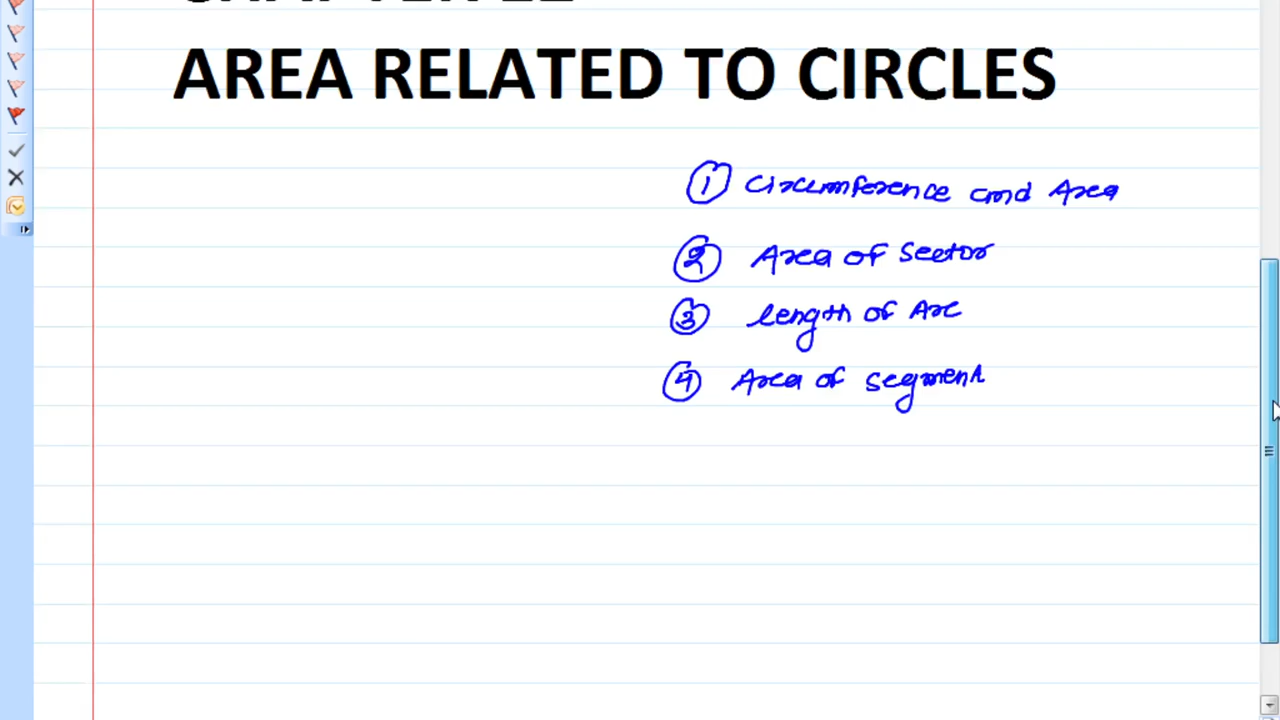 AREA RELATED TO CIRCLES
1 Circumference and Area
2 Area of Sector
3 length of Arc
4 Area of segment